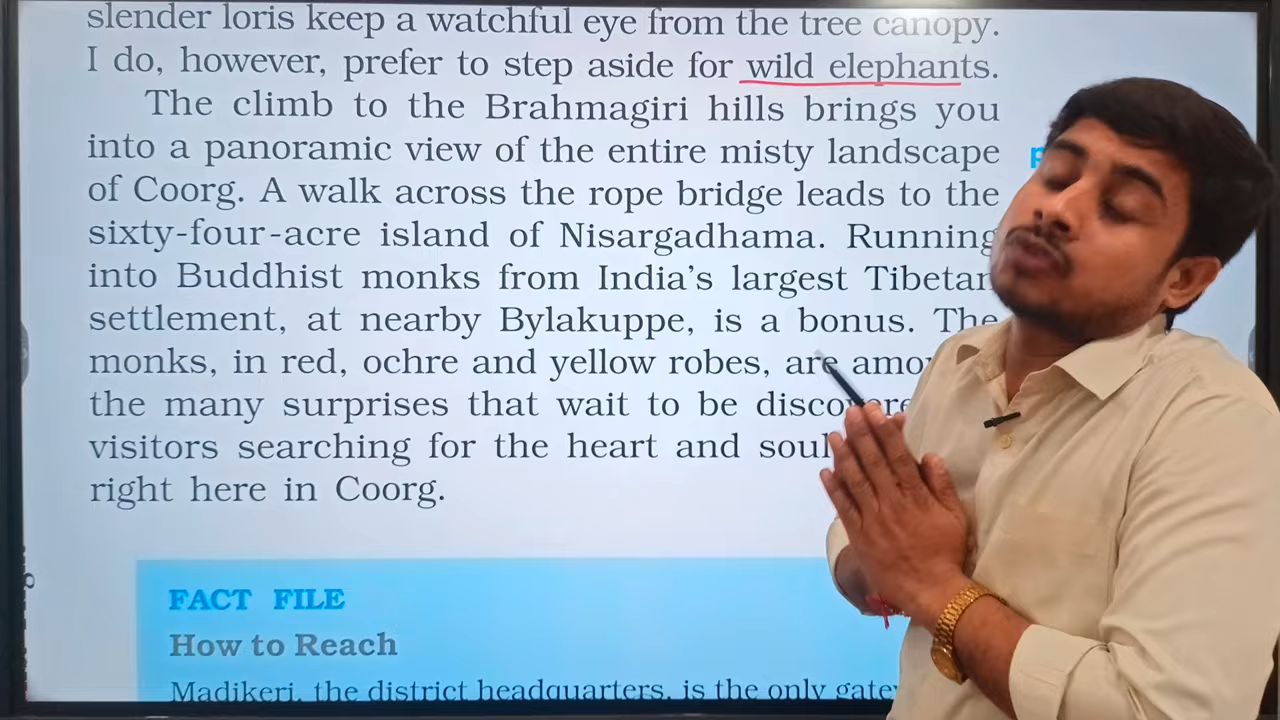 slender loris keep a watchful eye from the tree canopy.
I do, however, prefer to step aside for wild elephants.
The climb to the Brahmagiri hills brings you
into a panoramic view of the entire misty landscape
of Coorg. A walk across the rope bridge leads to the
sixty-four-acre island of Nisargadhama. Running
into Buddhist monks from India's largest Tibetan
settlement, at nearby Bylakuppe, is a bonus. The
monks, in red, ochre and yellow robes, are
the many surprises that wait to be
visitors searching for the heart and soul
right here in Coorg.
FACT FILE
How to Reach
Madikeri, the district headquarters, is the only